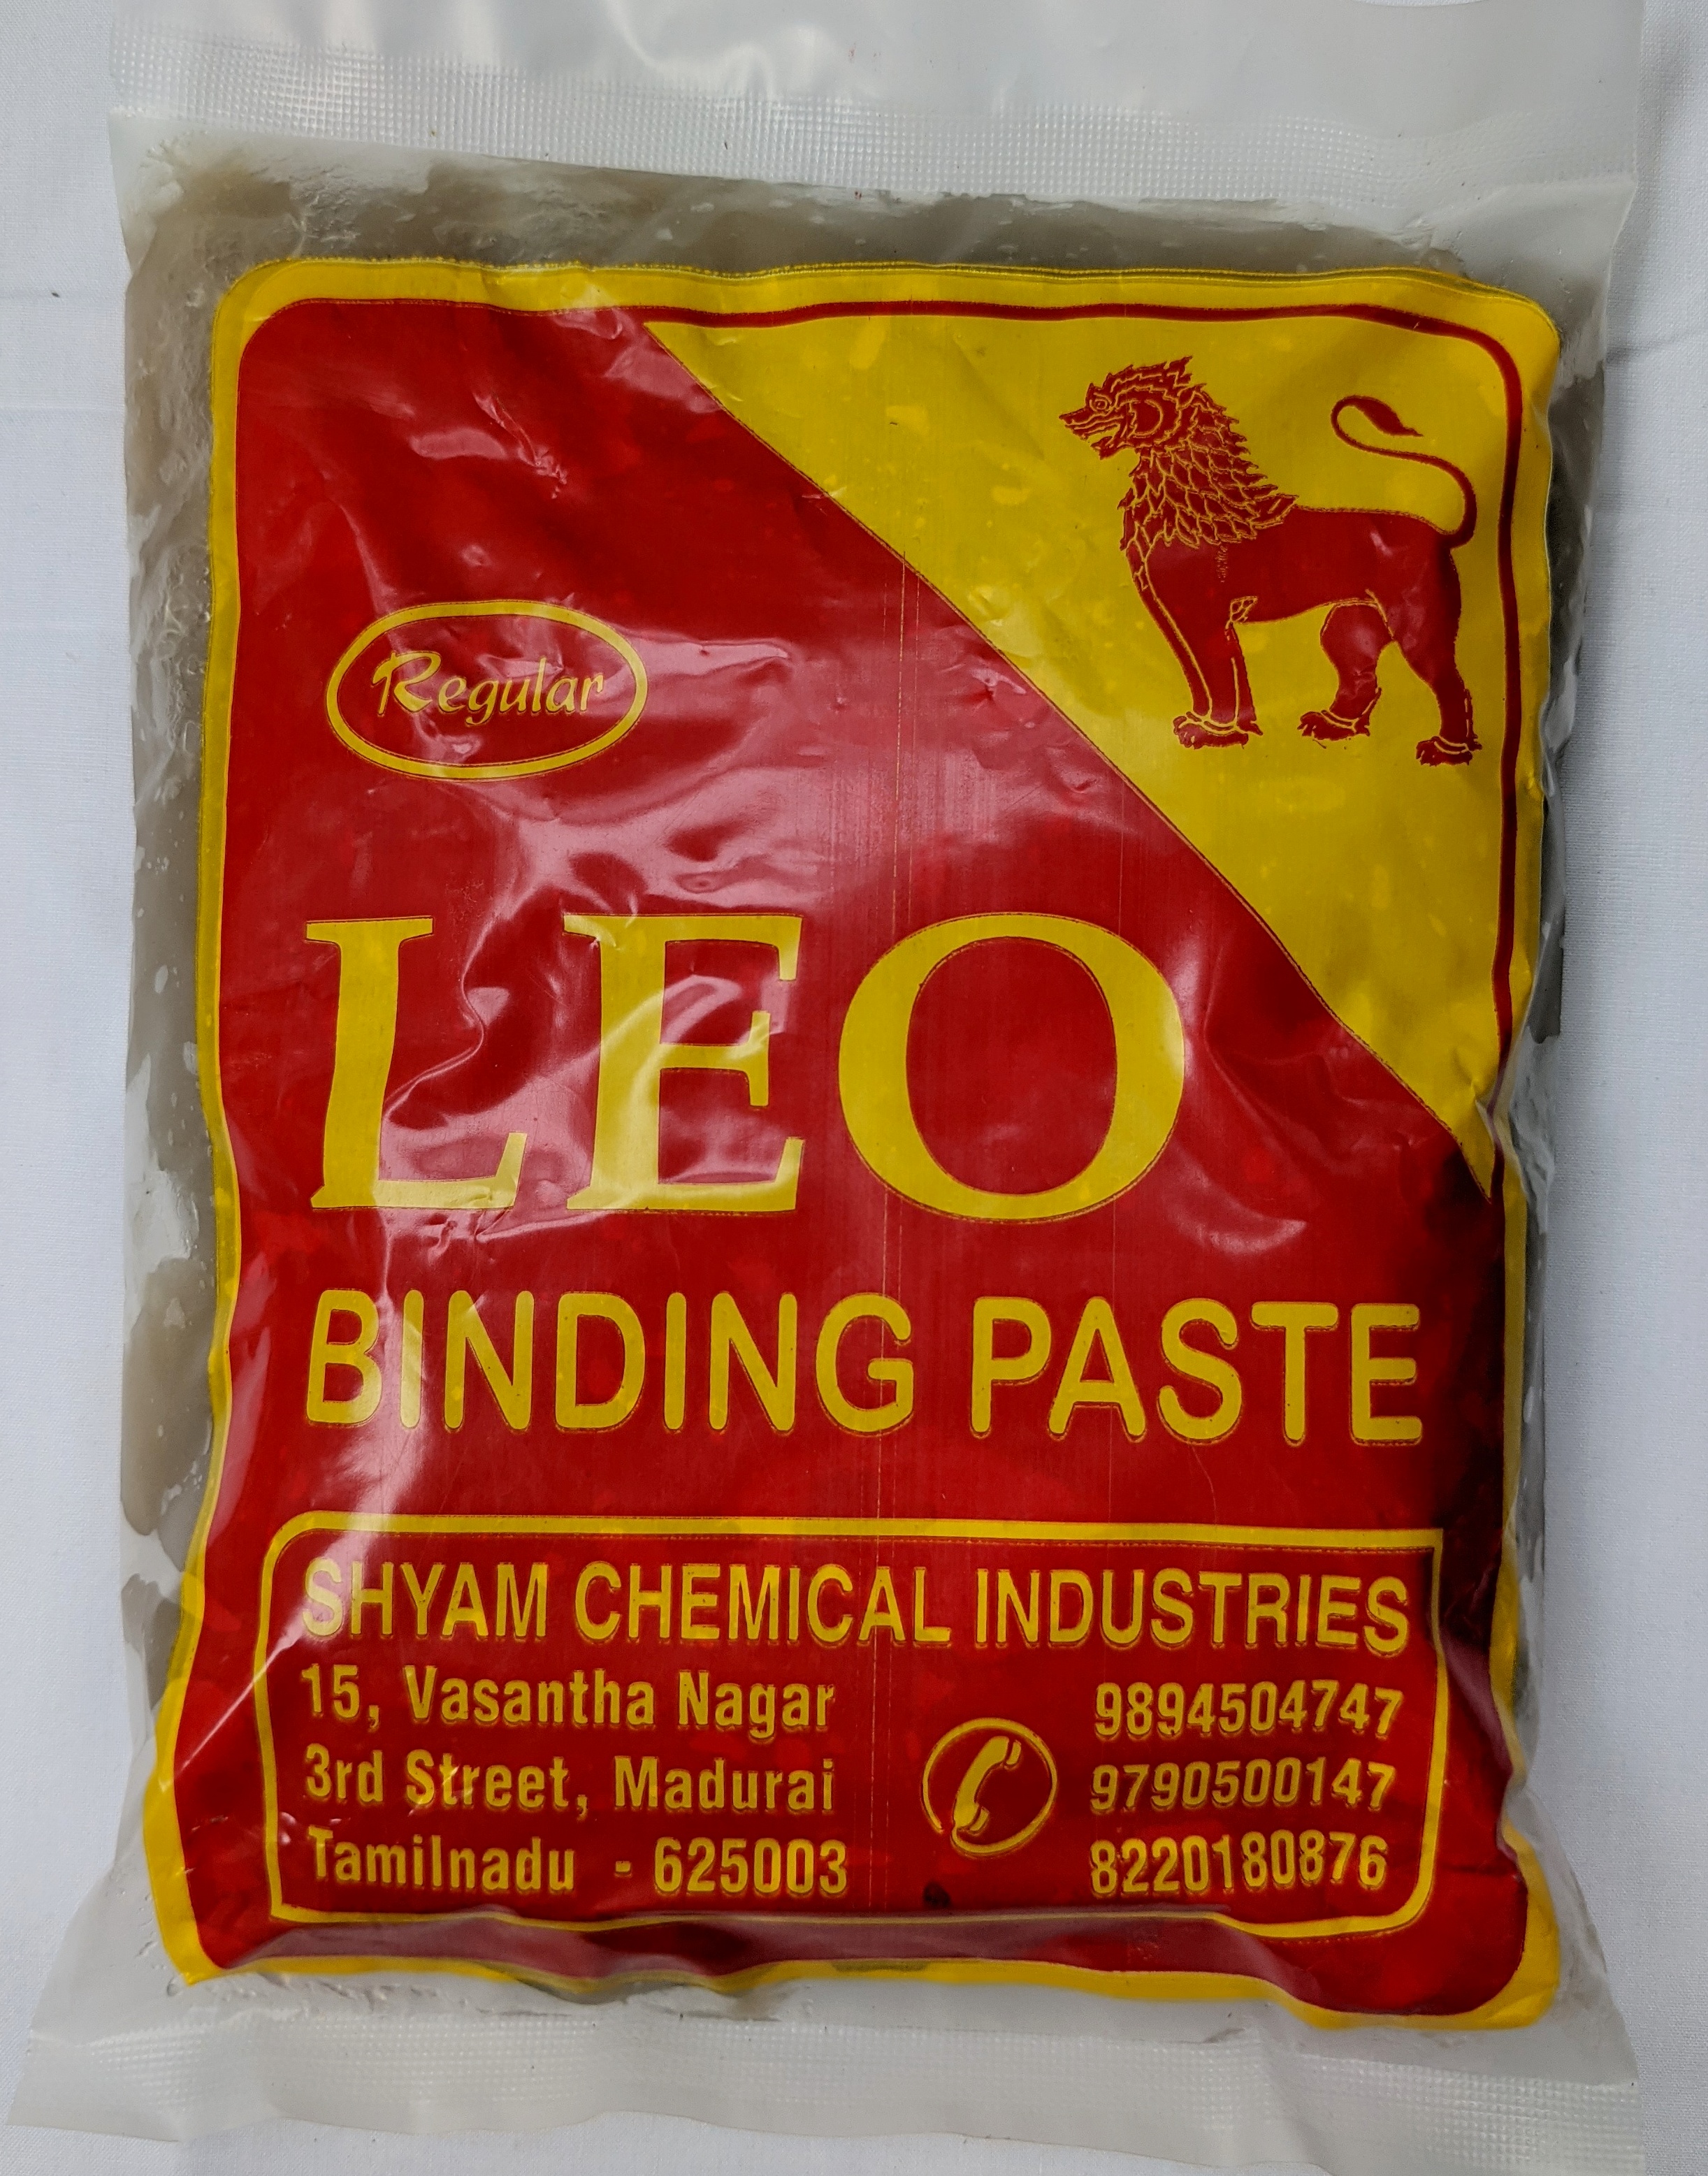 Regular
LEO
BINDING PASTE
SHYAM CHEMICAL INDUSTRIES
15, Vasantha Nagar
3rd Street, Madurai
Tamilnadu - 625003
9894504747
9790500147
8220180876